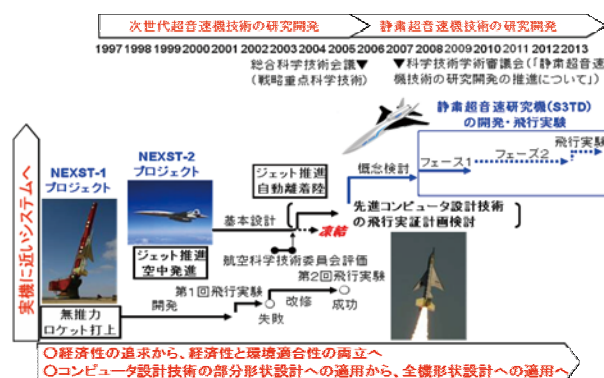 次世代超音速機技術の研究開発
静粛超音速機技術の研究開発
1997 1998 1999 2000 2001 2002 2003 2004 2005 2006 2007 2008 2009 2010 2011 2012 2013
総合科学技術会議▼
(戦略重点科学技術)
▼科学技術学術審議会(「静粛超音速
機技術の研究開発の推進について」)
静粛超音速研究機(S3TD)
の開発・飛行実験
飛行実験
フェーズ1
フェーズ2
概念検討
実機に近いシステムへ
NEXST-1
プロジェクト
NEXST-2
プロジェクト
ジェット推進
自動離着陸
基本設計
凍結
先進コンピュータ設計技術
の飛行実証計画検討
ジェット推進
空中発進
航空科学技術委員会評価
第1回飛行実験
第2回飛行実験
開発
改修
失敗
成功
無推力
ロケット打上
○経済性の追求から、経済性と環境適合性の両立へ
○コンピュータ設計技術の部分形状設計への適用から、全機形状設計への適用へ